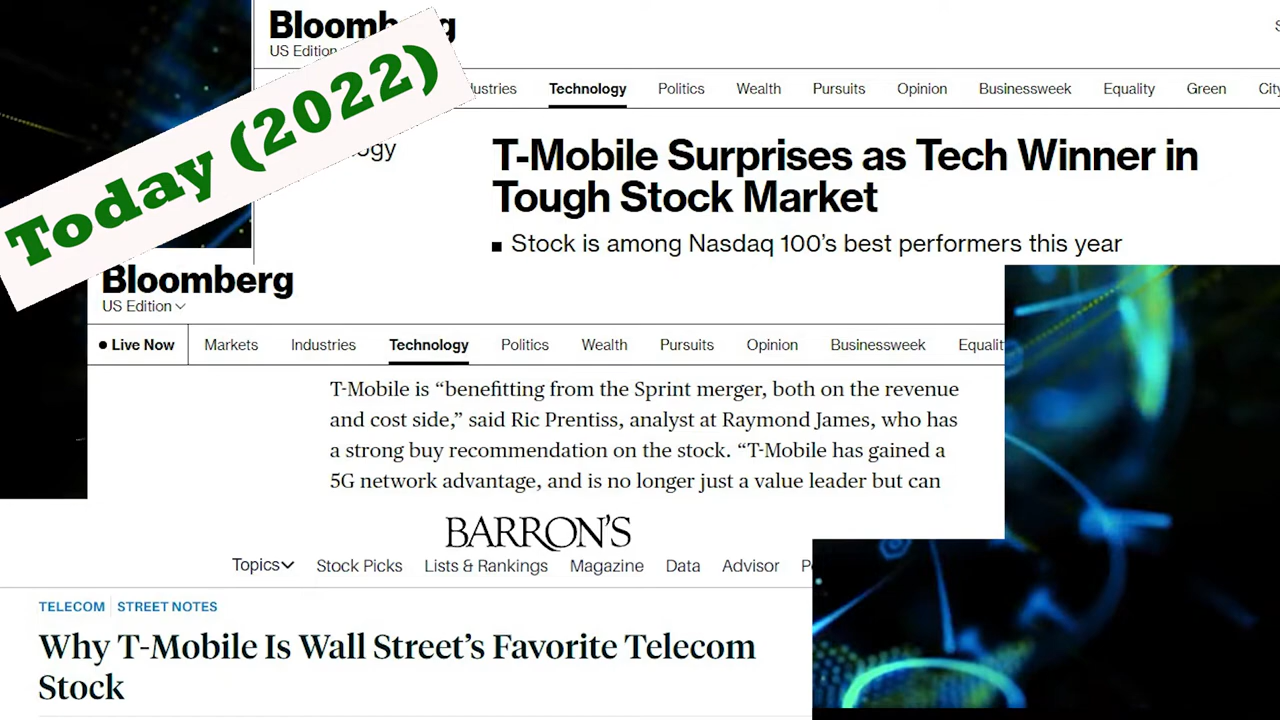 Bloomb g
US Edition
Today (2022)
ustries Technology Politics Wealth Pursuits Opinion Businessweek Equality Green City
ogy
T-Mobile Surprises as Tech Winner in
Tough Stock Market
▪ Stock is among Nasdaq 100’s best performers this year
Bloomberg
US Edition
• Live Now Markets Industries Technology Politics Wealth Pursuits Opinion Businessweek Equalit
T-Mobile is “benefitting from the Sprint merger, both on the revenue
and cost side,” said Ric Prentiss, analyst at Raymond James, who has
a strong buy recommendation on the stock. “T-Mobile has gained a
5G network advantage, and is no longer just a value leader but can
BARRON’S
Topics Stock Picks Lists & Rankings Magazine Data Advisor
TELECOM STREET NOTES
Why T-Mobile Is Wall Street’s Favorite Telecom
Stock